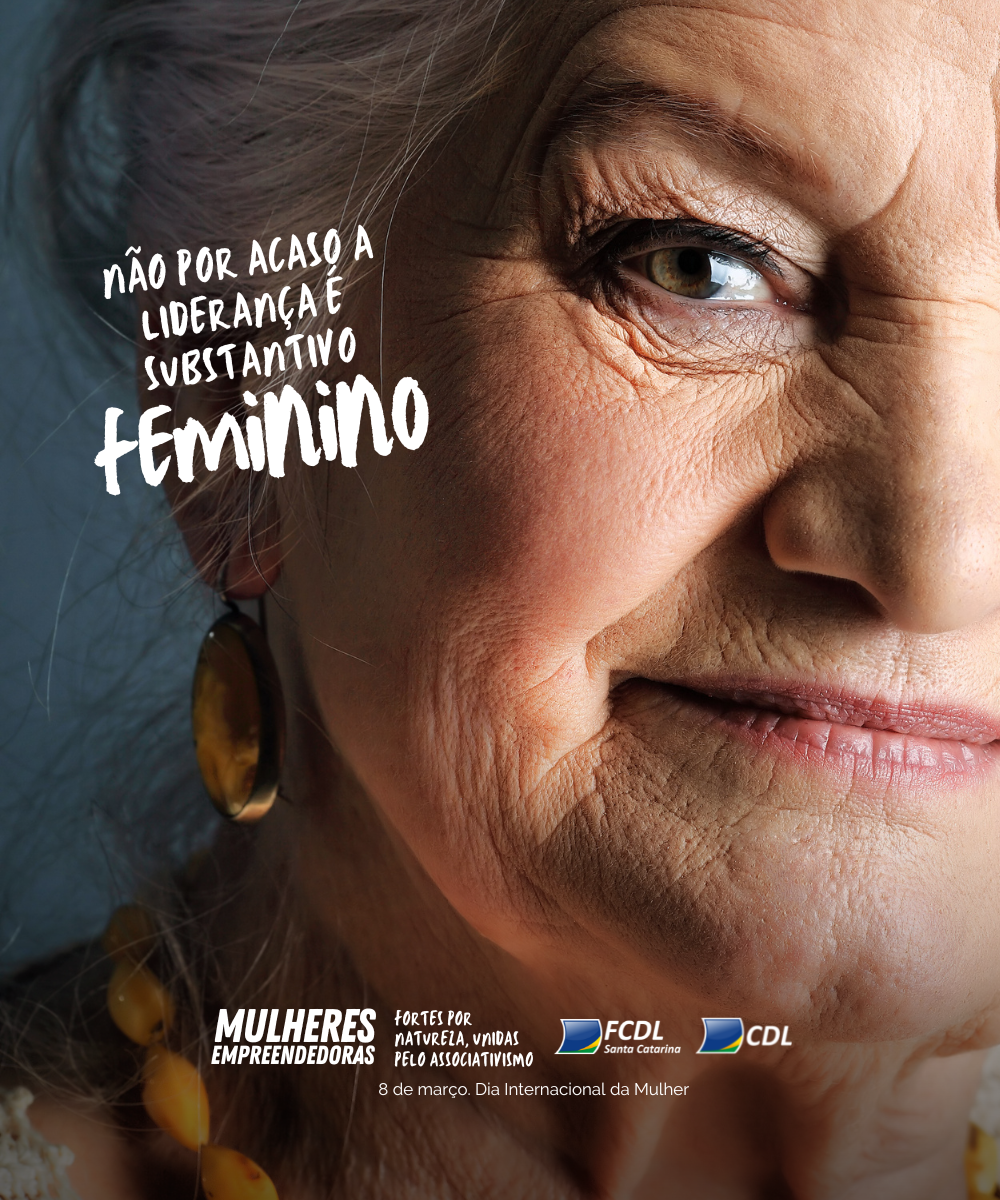 NÃO POR ACASO A
LIDERANÇA É
SUBSTANTIVO
FEMININO
MULHERES
EMPREENDEDORAS
FORTES POR
NATUREZA, UNIDAS
PELO ASSOCIATIVISMO
FCDL
Santa Catarina
CDL
8 de março. Dia Internacional da Mulher